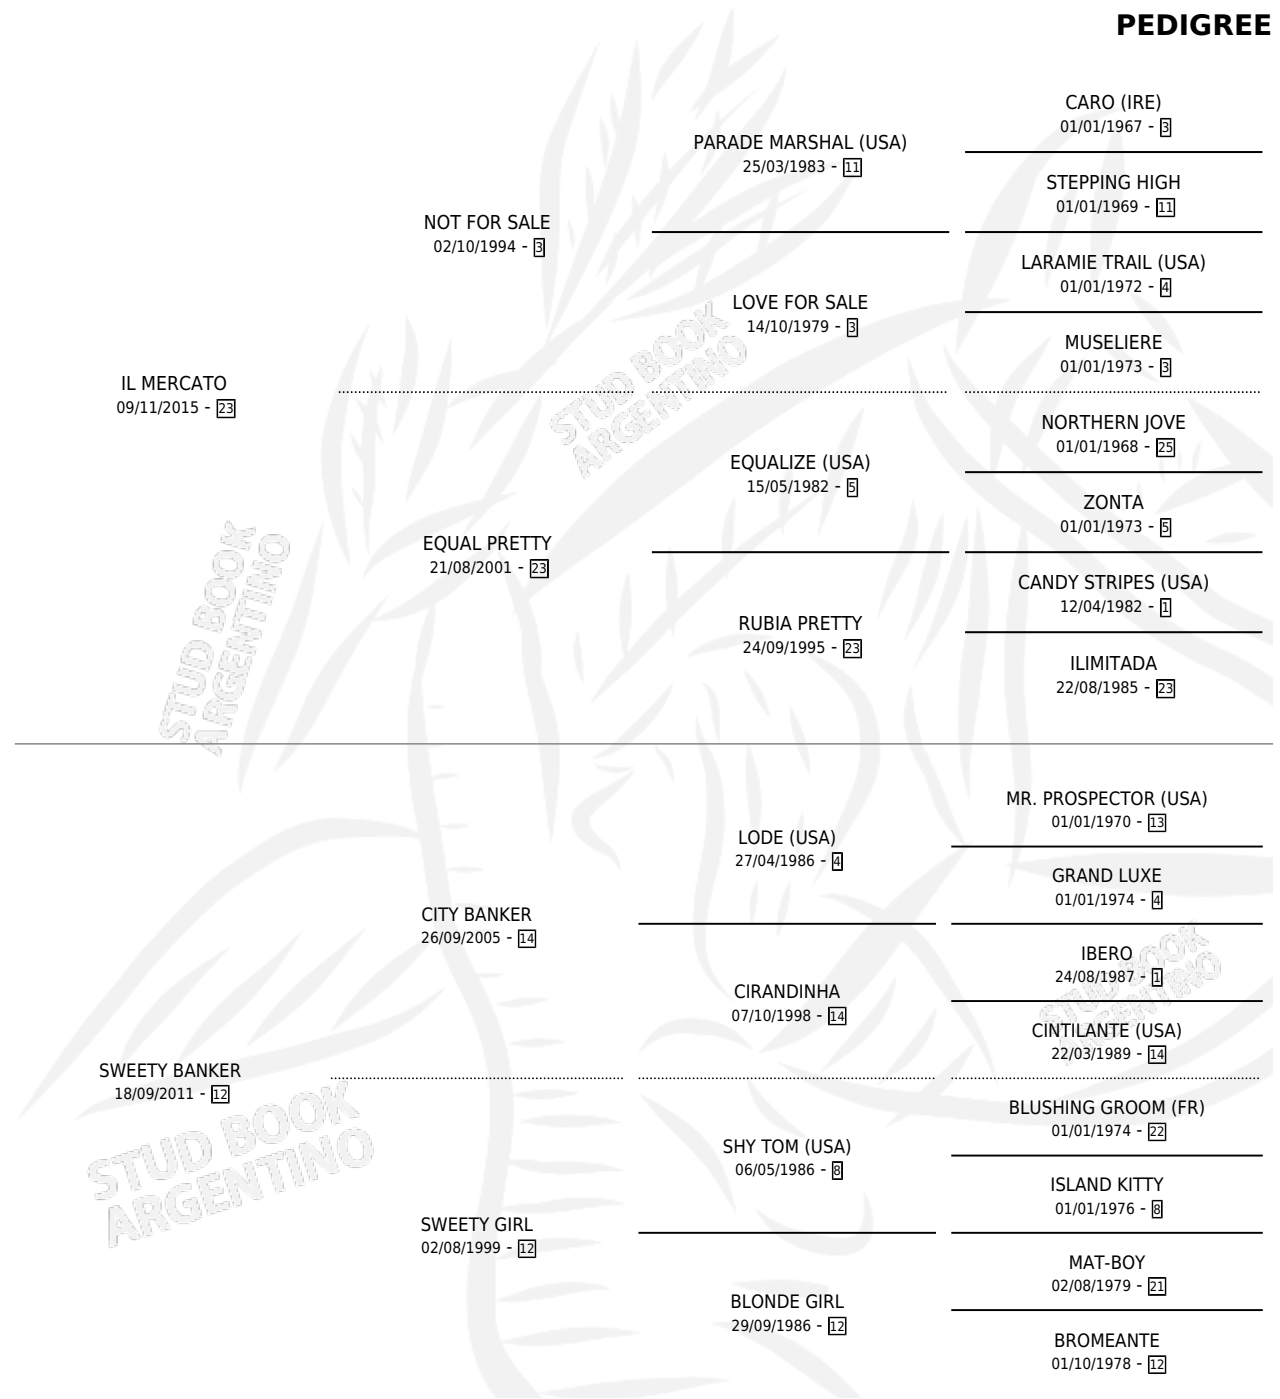 PEDIGREE
CARO (IRE)
01/01/1967 - 3
PARADE MARSHAL (USA)
25/03/1983 - 11
STEPPING HIGH
01/01/1969 - 11
NOT FOR SALE
02/10/1994 - 3
LARAMIE TRAIL (USA)
01/01/1972 - 4
LOVE FOR SALE
14/10/1979 - 3
MUSELIERE
01/01/1973 - 3
IL MERCATO
09/11/2015 - 23
STUD BOOK
ARGENTINO
NORTHERN JOVE
01/01/1968 - 25
EQUALIZE (USA)
15/05/1982 - 5
ZONTA
01/01/1973 - 5
EQUAL PRETTY
21/08/2001 - 23
CANDY STRIPES (USA)
12/04/1982 - 1
RUBIA PRETTY
24/09/1995 - 23
ILIMITADA
22/08/1985 - 23
STUD BOOK
ARGENTINO
MR. PROSPECTOR (USA)
01/01/1970 - 13
LODE (USA)
27/04/1986 - 4
GRAND LUXE
01/01/1974 - 4
CITY BANKER
26/09/2005 - 14
IBERO
24/08/1987 - 1
CIRANDINHA
07/10/1998 - 14
STUD BOOK
ARGENTINO
CINTILANTE (USA)
22/03/1989 - 14
SWEETY BANKER
18/09/2011 - 12
STUD BOOK
ARGENTINO
BLUSHING GROOM (FR)
01/01/1974 - 22
SHY TOM (USA)
06/05/1986 - 8
ISLAND KITTY
01/01/1976 - 8
SWEETY GIRL
02/08/1999 - 12
MAT-BOY
02/08/1979 - 21
BLONDE GIRL
29/09/1986 - 12
BROMEANTE
01/10/1978 - 12